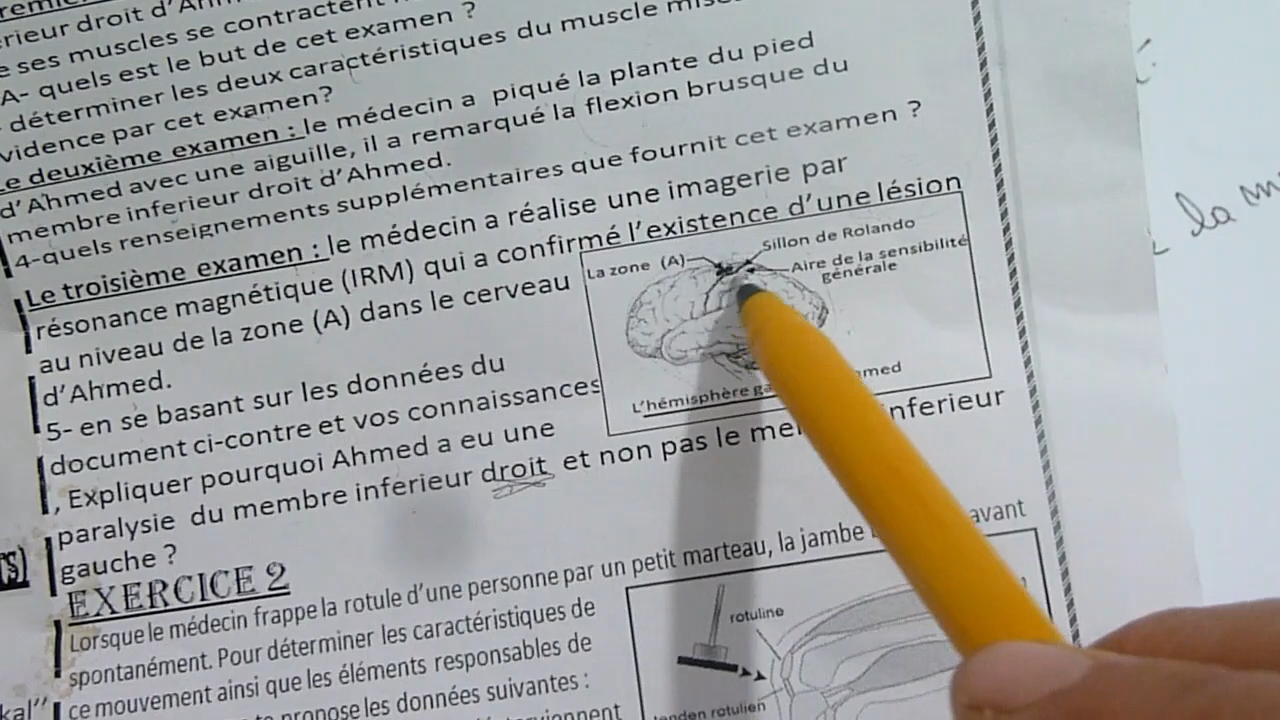 rieur droit
e ses muscles se contractent
A- quels est le but de cet examen ?
déterminer les deux caractéristiques du muscle
vidence par cet examen?
Le deuxième examen : le médecin a piqué la plante du pied
d'Ahmed avec une aiguille, il a remarqué la flexion brusque du
membre inferieur droit d'Ahmed.
4-quels renseignements supplémentaires que fournit cet examen ?
Le troisième examen : le médecin a réalise une imagerie par
résonance magnétique (IRM) qui a confirmé l'existence d'une lésion
au niveau de la zone (A) dans le cerveau
d'Ahmed.
La zone (A)
Sillon de Rolando
Aire de la sensibilité
générale
L'hémisphère
5- en se basant sur les données du
document ci-contre et vos connaissances
, Expliquer pourquoi Ahmed a eu une
paralysie du membre inferieur droit et non pas le inferieur
gauche ?
EXERCICE 2
Lorsque le médecin frappe la rotule d'une personne par un petit marteau, la jambe avant
spontanément. Pour déterminer les caractéristiques de
ce mouvement ainsi que les éléments responsables de
propose les données suivantes :
rotuline
tenden rotulien
la